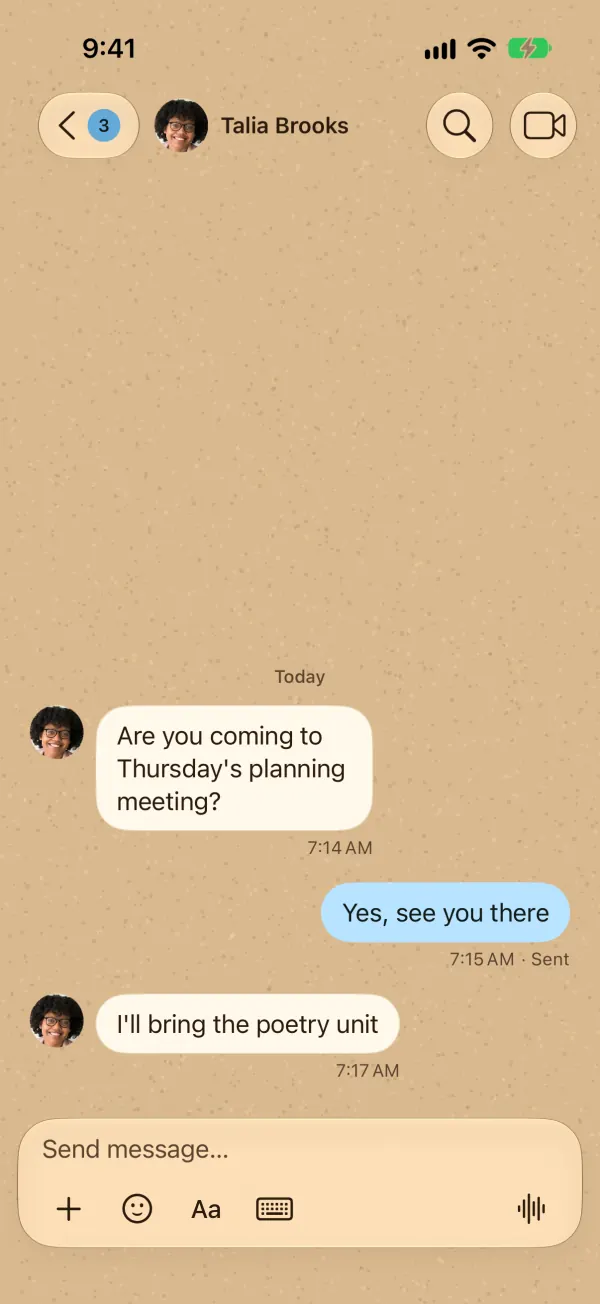 9:41
3
Talia Brooks
Today
Are you coming to
Thursday's planning
meeting?
7:14 AM
Yes, see you there
7:15 AM · Sent
I'll bring the poetry unit
7:17 AM
Send message...
Aa